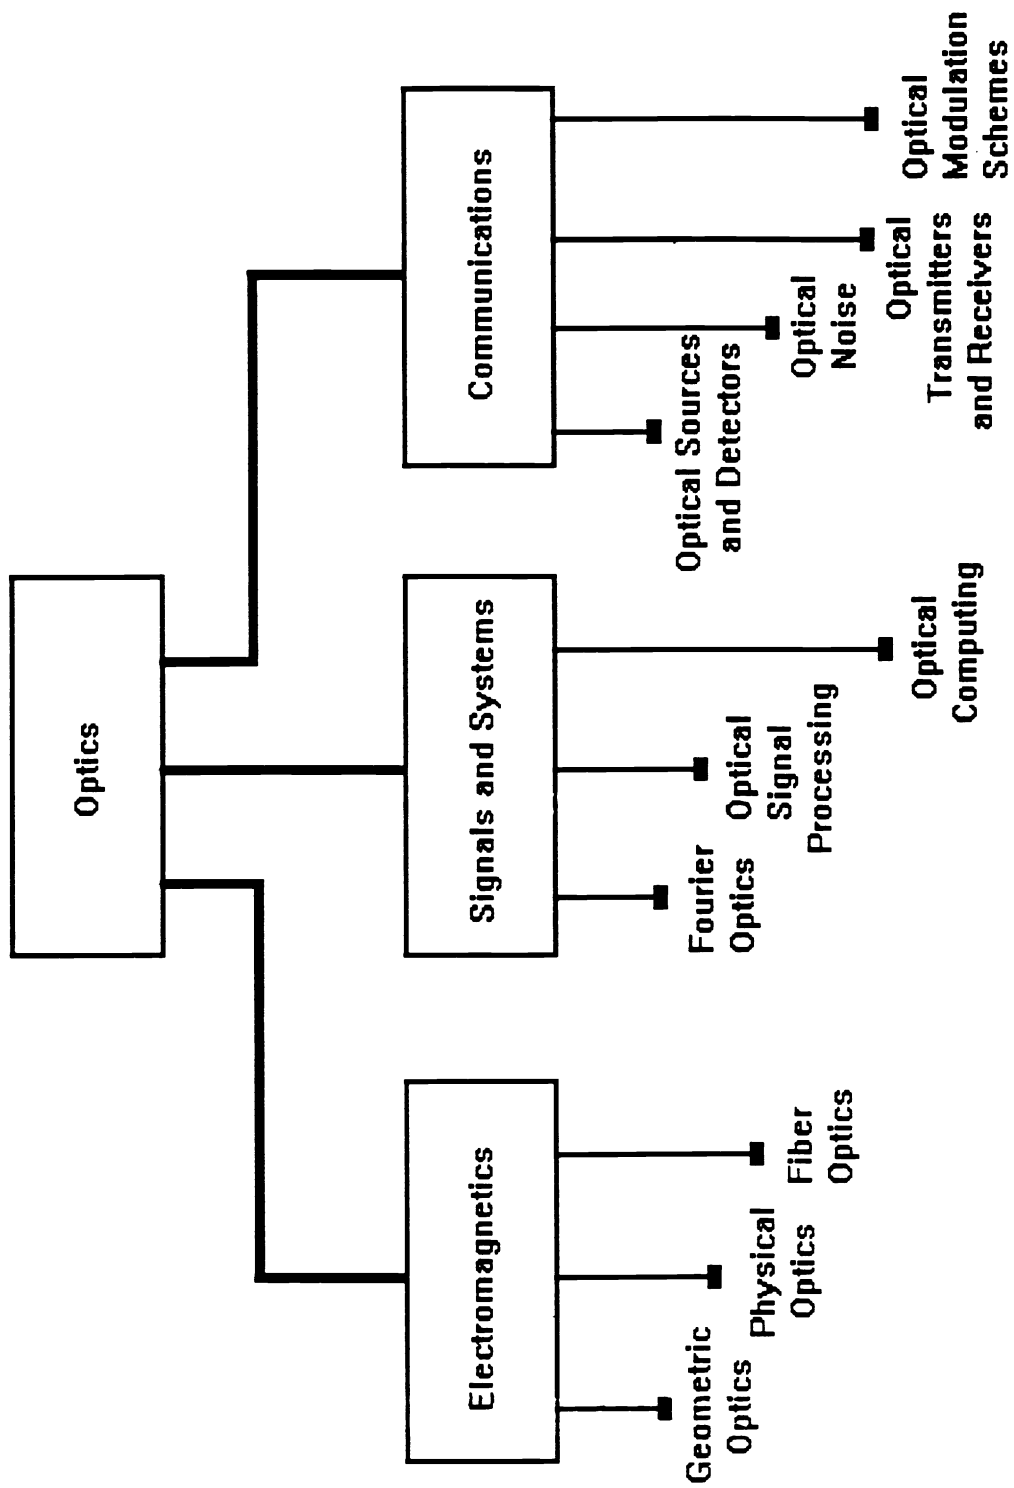 Optics
Electromagnetics
Signals and Systems
Communications
Geometric
Optics
Physical
Optics
Fiber
Optics
Fourier
Optics
Optical
Signal
Processing
Optical
Computing
Optical Sources
and Detectors
Optical
Noise
Optical
Transmitters
and Receivers
Optical
Modulation
Schemes